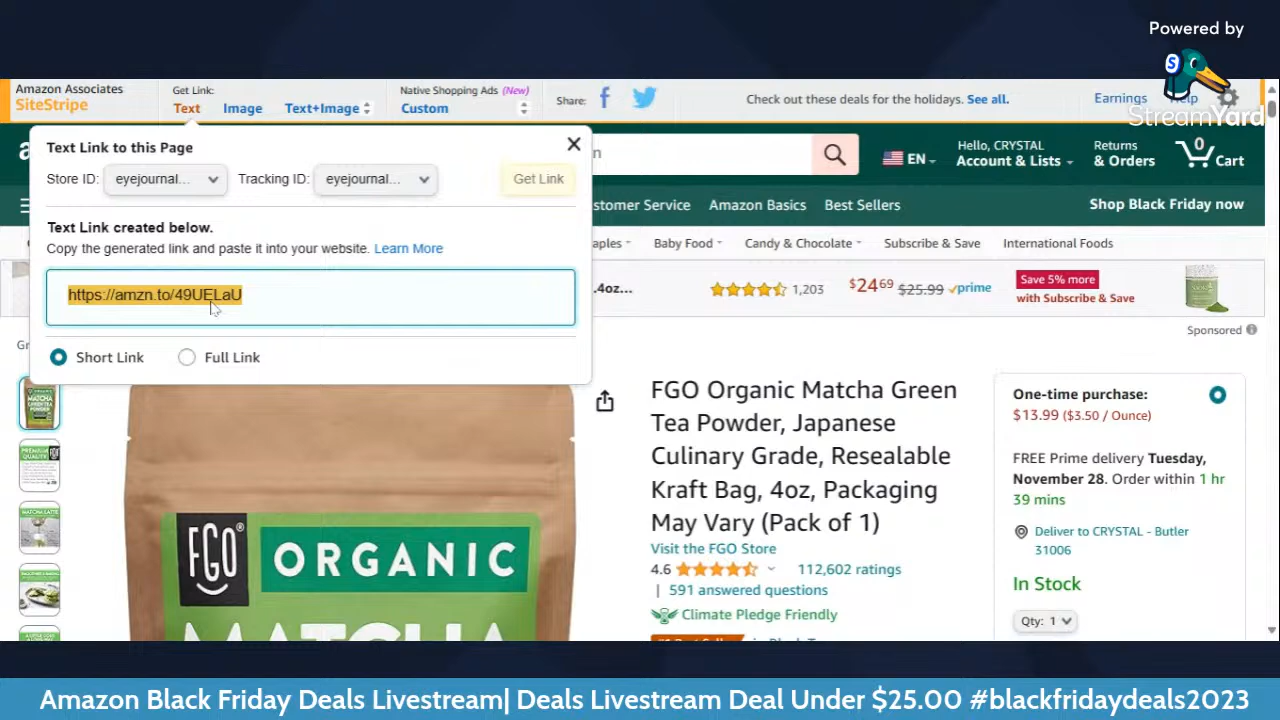 Powered by
StreamYard
Amazon Associates
SiteStripe
Get Link:
Text
Image
Text+Image
Native Shopping Ads (New)
Custom
Share:
Check out these deals for the holidays. See all.
Earnings
Help
Text Link to this Page
Store ID:
eyejournal...
Tracking ID:
eyejournal...
Get Link
Text Link created below.
Copy the generated link and paste it into your website. Learn More
https://amzn.to/49UELaU
Short Link
Full Link
EN
Hello, CRYSTAL
Account & Lists
Returns
& Orders
0
Cart
Customer Service
Amazon Basics
Best Sellers
Shop Black Friday now
Baby Food
Candy & Chocolate
Subscribe & Save
International Foods
.4oz...
1,203
$24.69
$25.99
prime
Save 5% more
with Subscribe & Save
Sponsored
FGO Organic Matcha Green
Tea Powder, Japanese
Culinary Grade, Resealable
Kraft Bag, 4oz, Packaging
May Vary (Pack of 1)
Visit the FGO Store
4.6
112,602 ratings
| 591 answered questions
Climate Pledge Friendly
One-time purchase:
$13.99 ($3.50 / Ounce)
FREE Prime delivery Tuesday,
November 28. Order within 1 hr
39 mins
Deliver to CRYSTAL - Butler
31006
In Stock
Qty: 1
FGO
ORGANIC
MATCHA
Amazon Black Friday Deals Livestream| Deals Livestream Deal Under $25.00 #blackfridaydeals2023